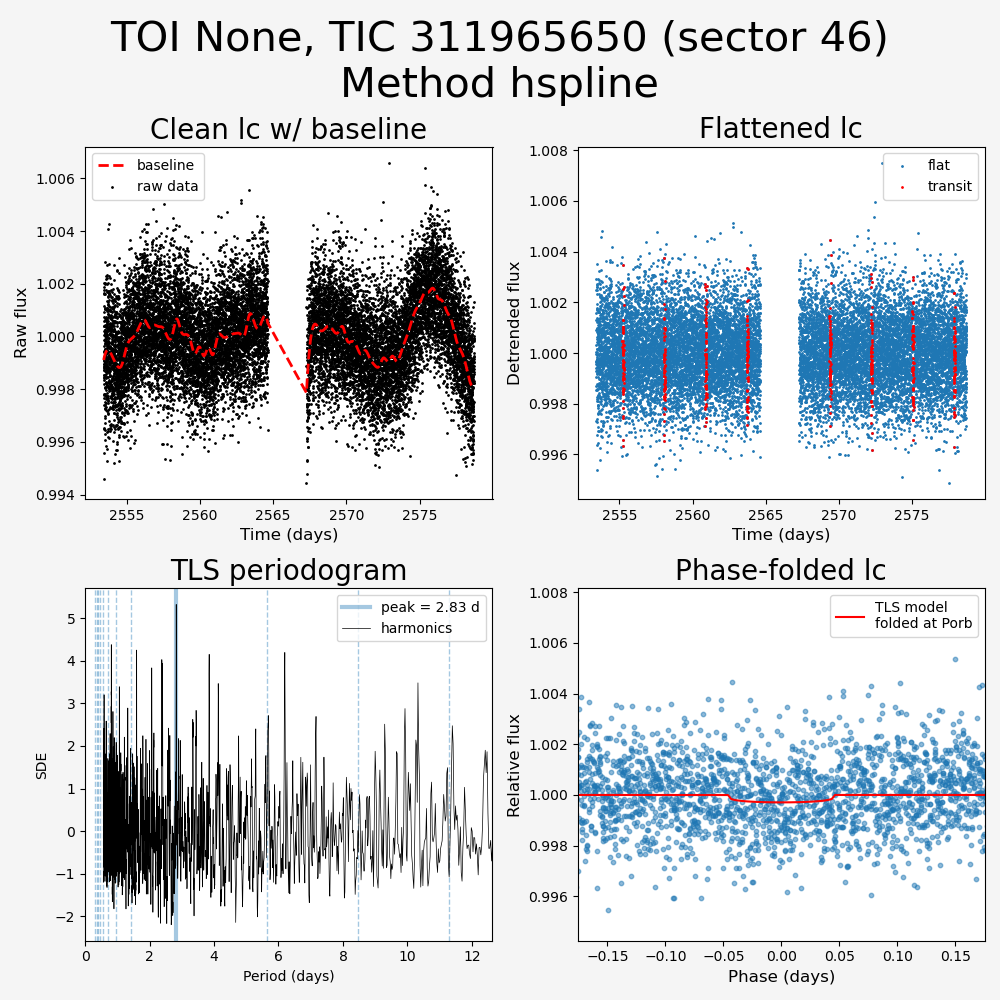 TOI None, TIC 311965650 (sector 46)
Method hspline
Clean lc w/ baseline
baseline
raw data
Raw flux
1.006
1.004
1.002
1.000
0.998
0.996
0.994
2555 2560 2565 2570 2575
Time (days)
Flattened lc
flat
transit
Detrended flux
1.008
1.006
1.004
1.002
1.000
0.998
0.996
2555 2560 2565 2570 2575
Time (days)
TLS periodogram
peak = 2.83 d
harmonics
SDE
5
4
3
2
1
0
−1
−2
0 2 4 6 8 10 12
Period (days)
Phase-folded lc
TLS model
folded at Porb
Relative flux
1.008
1.006
1.004
1.002
1.000
0.998
0.996
−0.15 −0.10 −0.05 0.00 0.05 0.10 0.15
Phase (days)